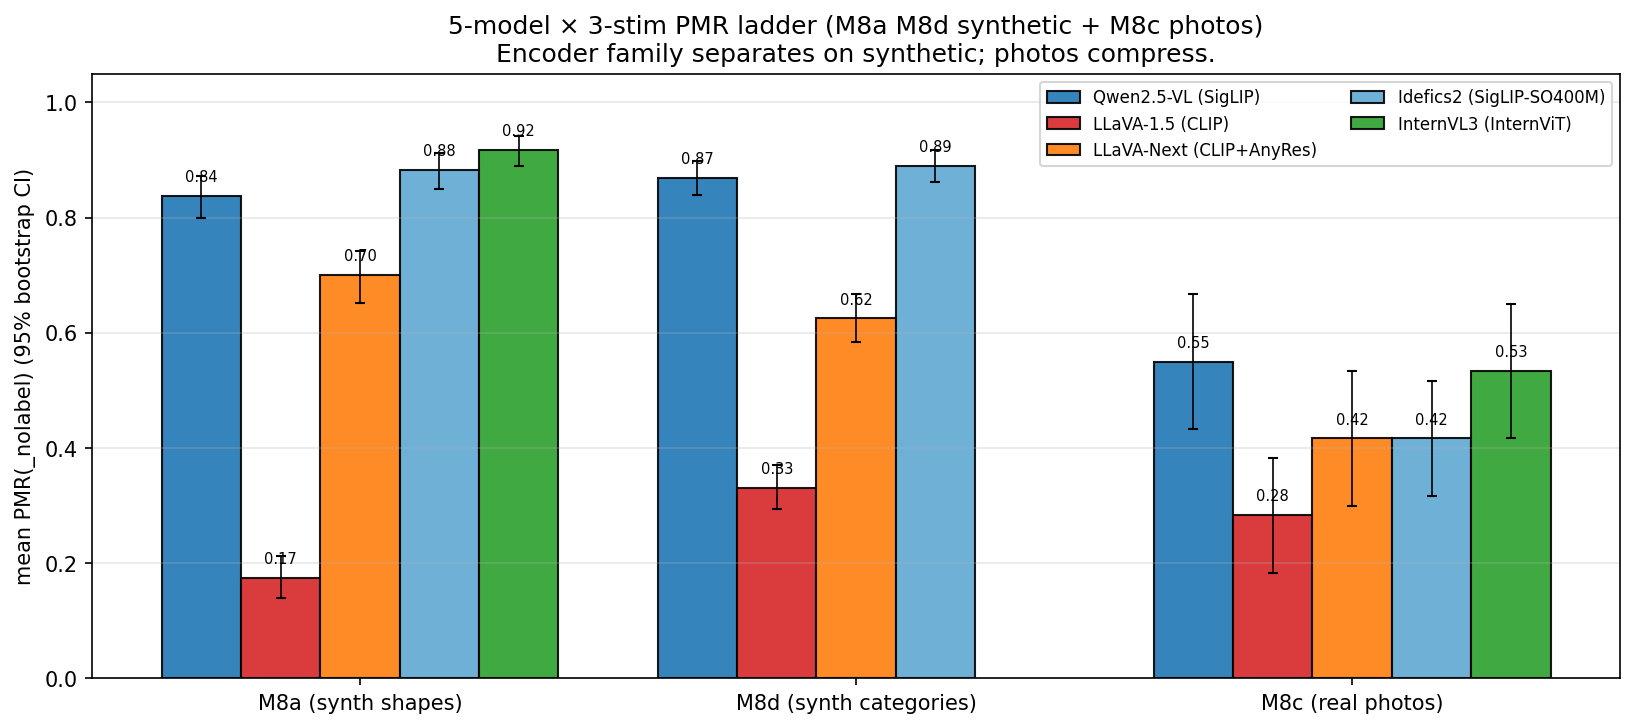 5-model × 3-stim PMR ladder (M8a M8d synthetic + M8c photos)
Encoder family separates on synthetic; photos compress.
mean PMR(_nolabel) (95% bootstrap CI)
1.0
0.8
0.6
0.4
0.2
0.0
Qwen2.5-VL (SigLIP)
LLaVA-1.5 (CLIP)
LLaVA-Next (CLIP+AnyRes)
Idefics2 (SigLIP-SO400M)
InternVL3 (InternViT)
0.84
0.17
0.70
0.88
0.92
0.87
0.33
0.62
0.89
0.55
0.28
0.42
0.42
0.53
M8a (synth shapes)
M8d (synth categories)
M8c (real photos)